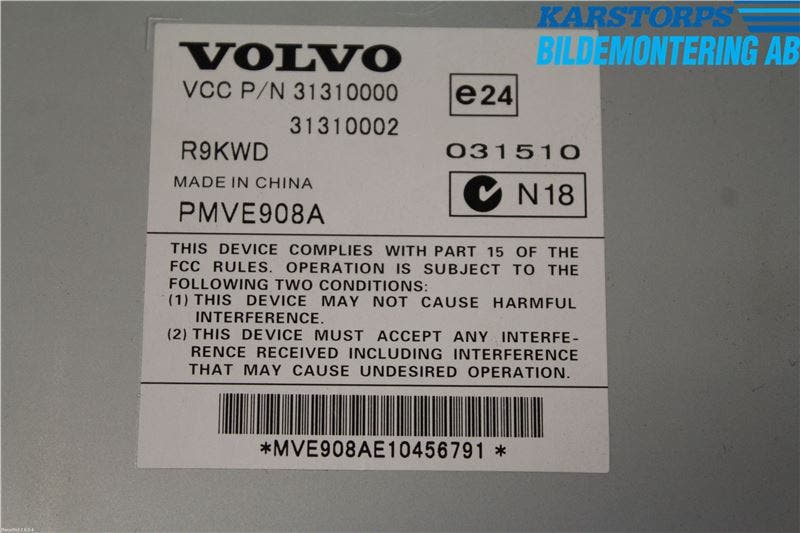 KARSTORPS
BILDEMONTERING AB
VOLVO
VCC P/N 31310000
e24
31310002
R9KWD
031510
MADE IN CHINA
N18
PMVE908A
THIS DEVICE COMPLIES WITH PART 15 OF THE
FCC RULES. OPERATION IS SUBJECT TO THE
FOLLOWING TWO CONDITIONS:
(1) THIS DEVICE MAY NOT CAUSE HARMFUL
INTERFERENCE.
(2) THIS DEVICE MUST ACCEPT ANY INTERFE-
RENCE RECEIVED INCLUDING INTERFERENCE
THAT MAY CAUSE UNDESIRED OPERATION.
*MVE908AE10456791 *